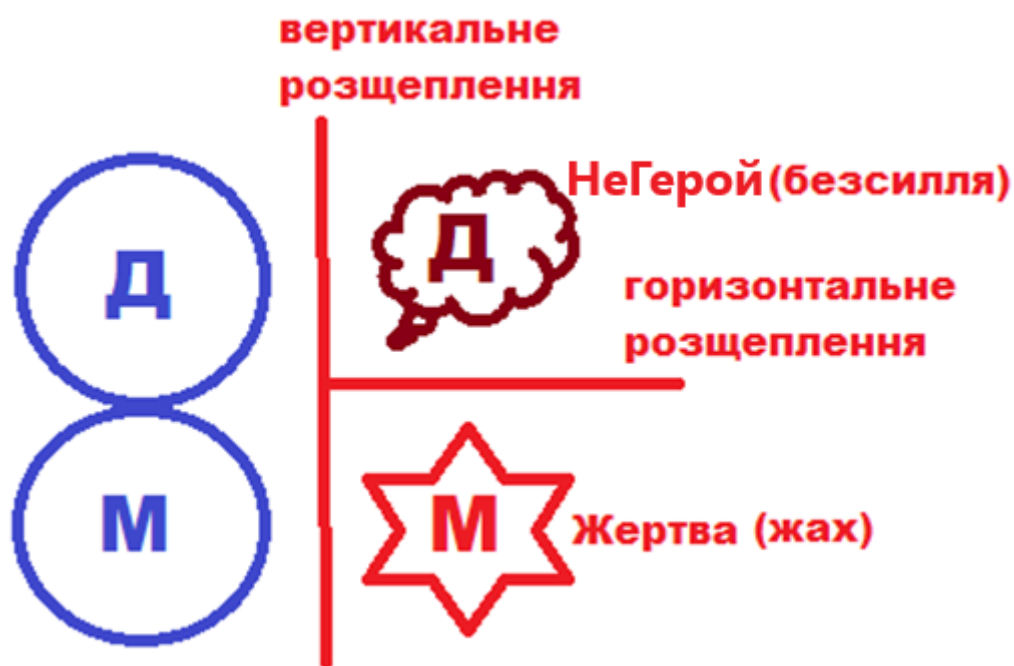 вертикальне
розщеплення
Д
Д
НеГерой (безсилля)
горизонтальне
розщеплення
М
М
Жертва (жах)